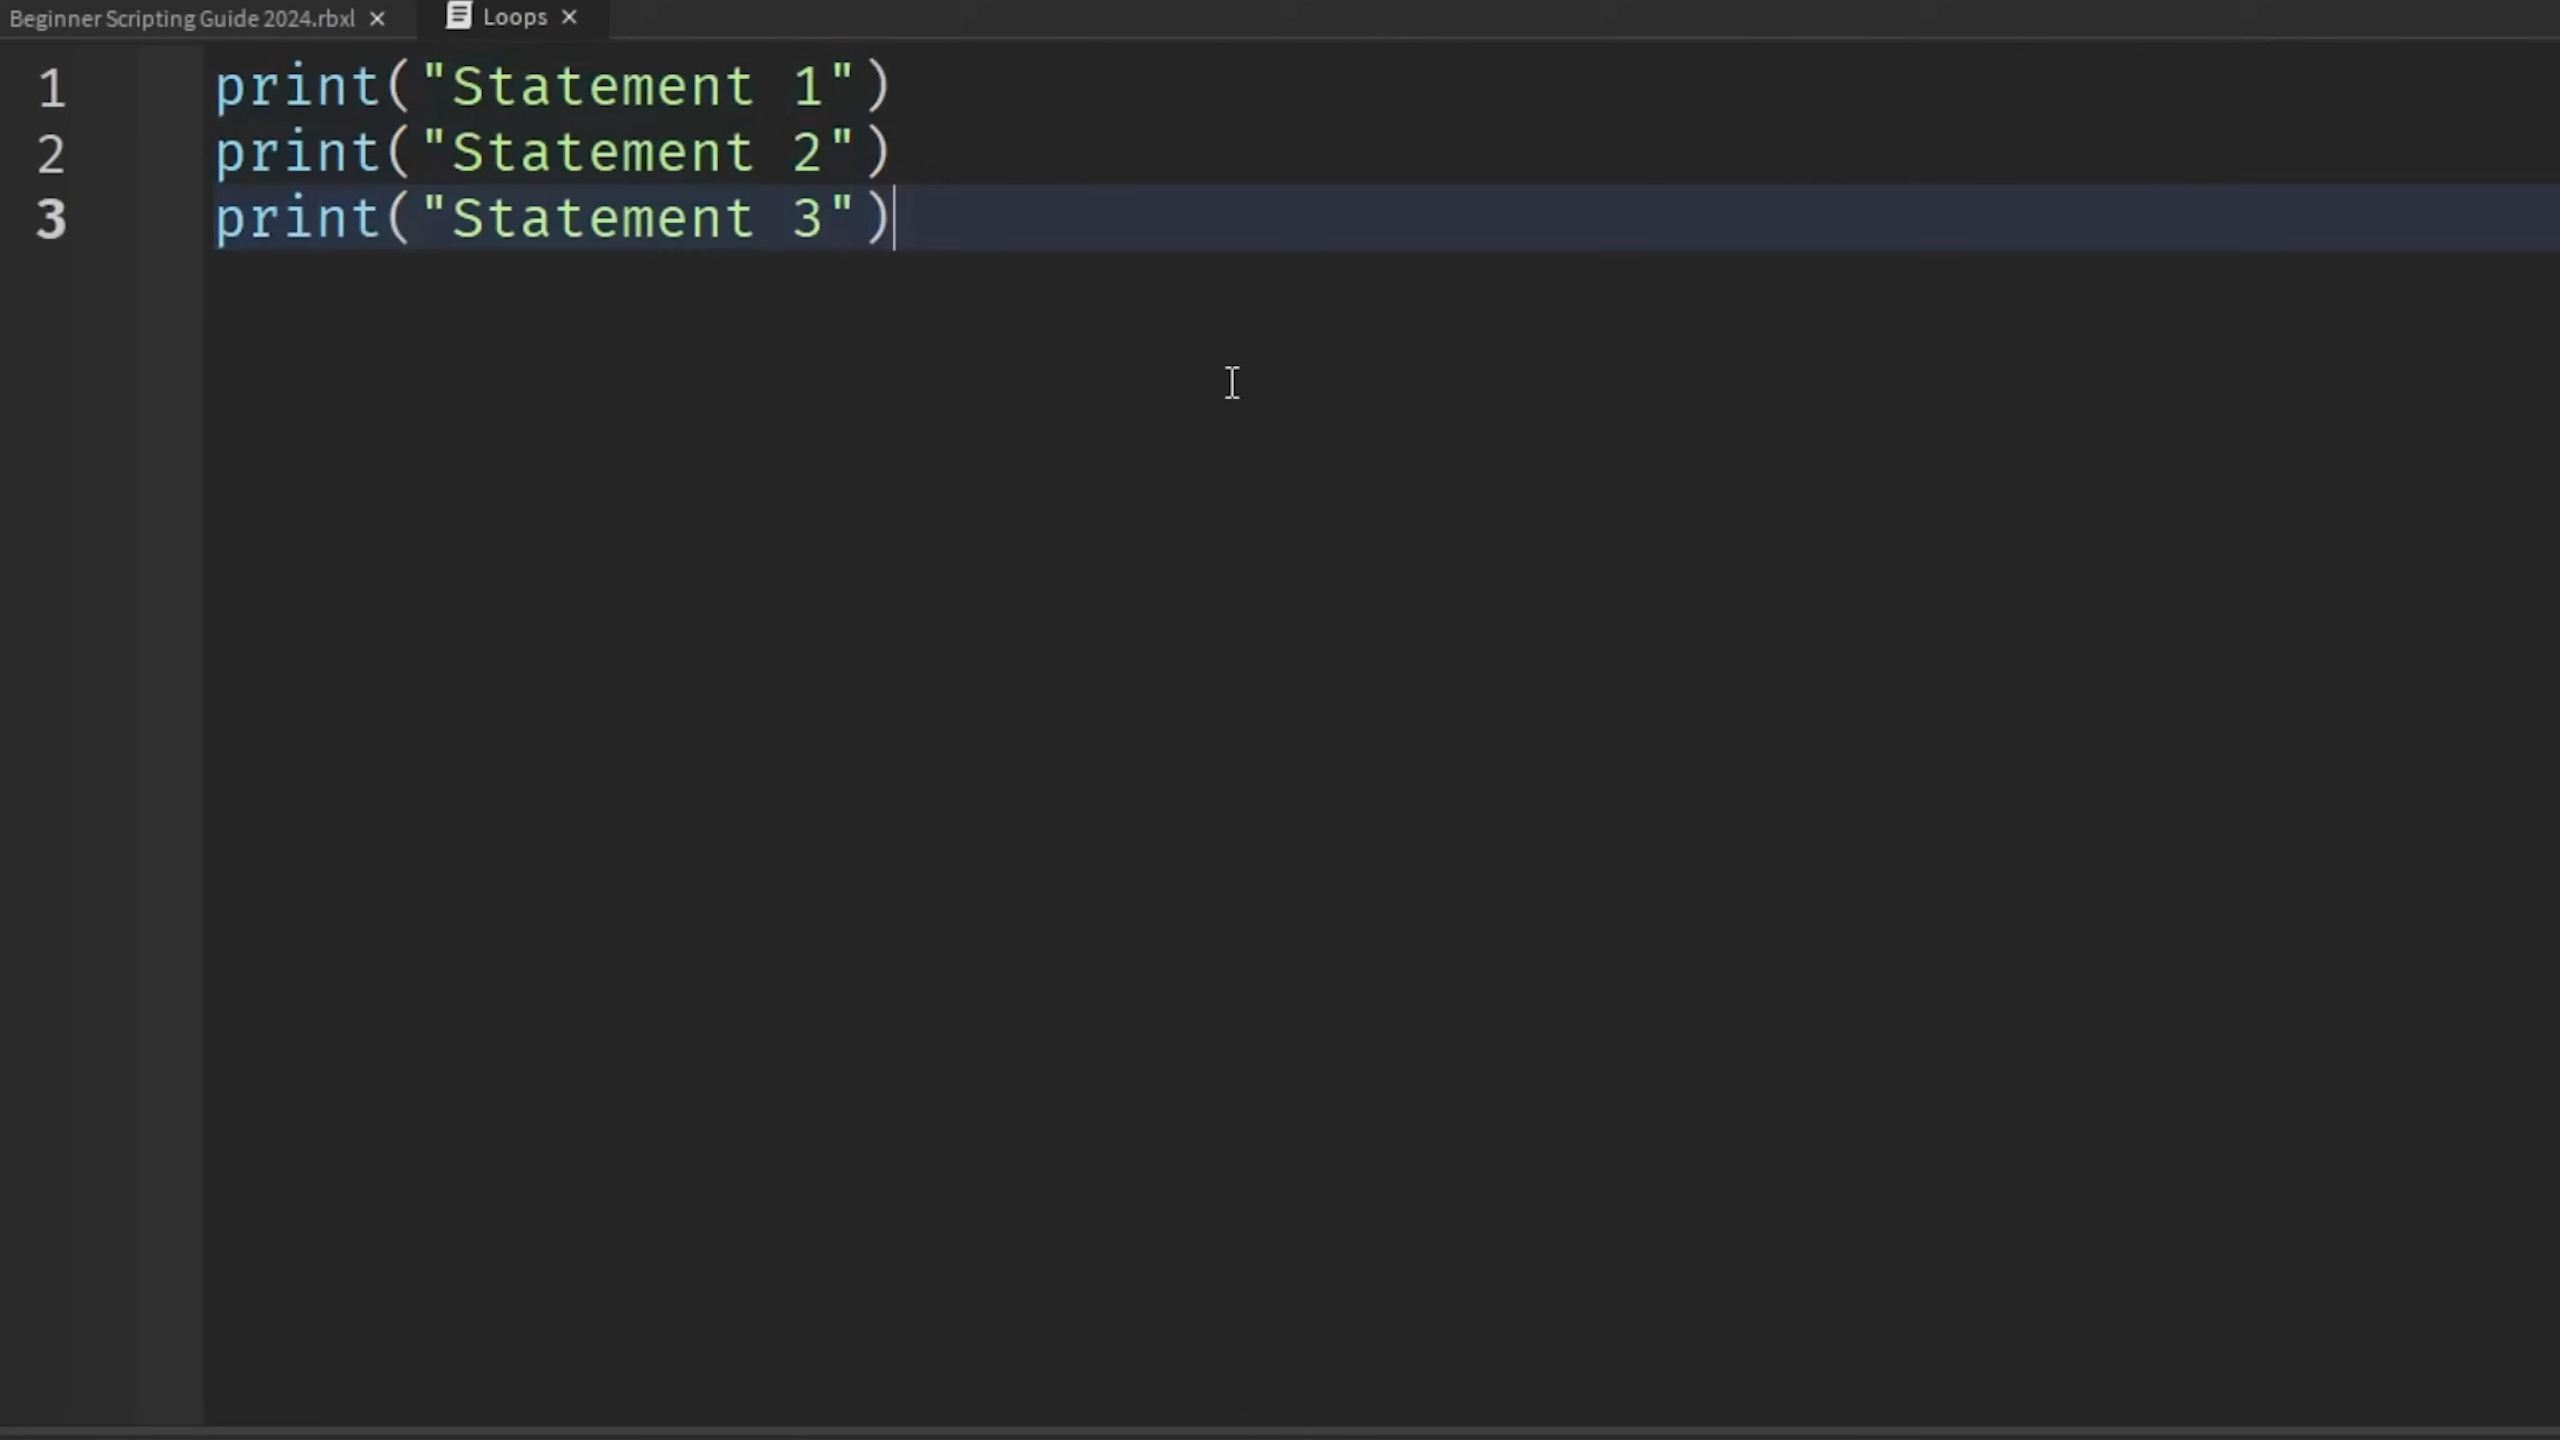 Beginner Scripting Guide 2024.rbxl × Loops ×
1 print("Statement 1")
2 print("Statement 2")
3 print("Statement 3")